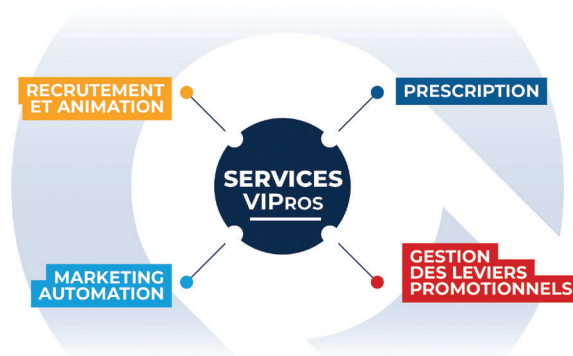 RECRUTEMENT
ET ANIMATION
PRESCRIPTION
SERVICES
VIPROS
MARKETING
AUTOMATION
GESTION
DES LEVIERS
PROMOTIONNELS